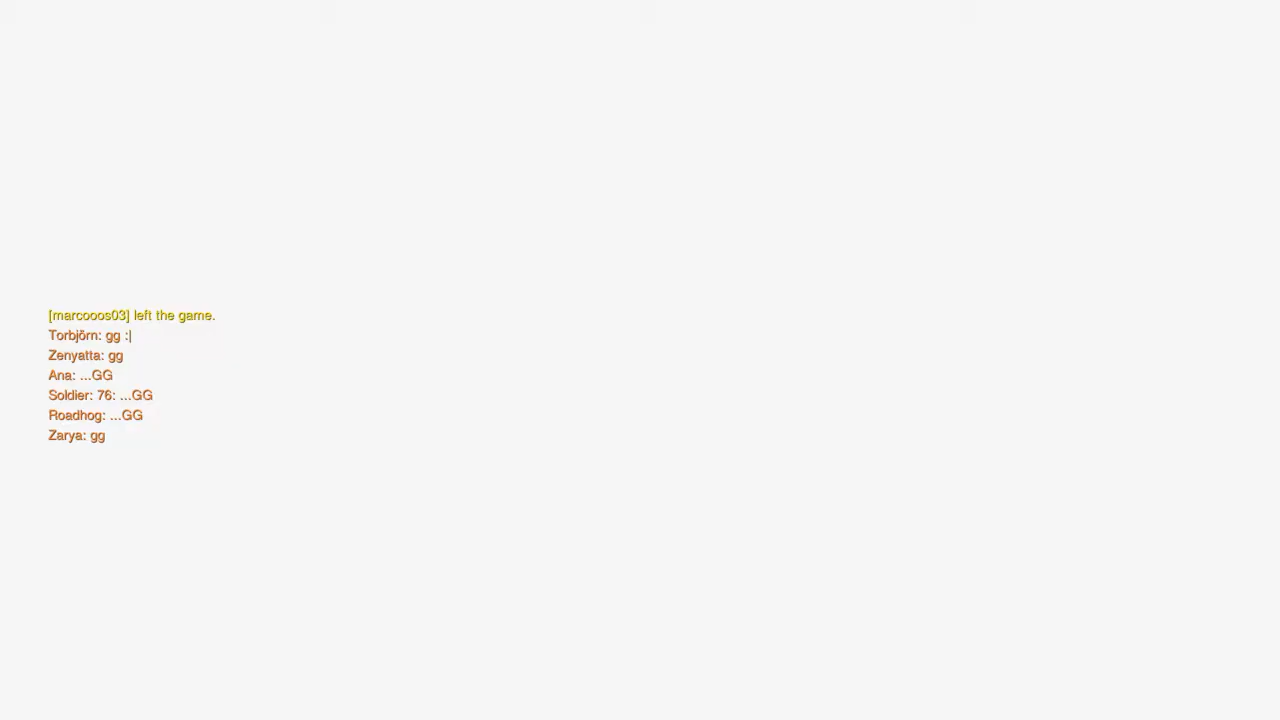 [marcooos03] left the game.
Torbjörn: gg :|
Zenyatta: gg
Ana: ...GG
Soldier: 76: ...GG
Roadhog: ...GG
Zarya: gg